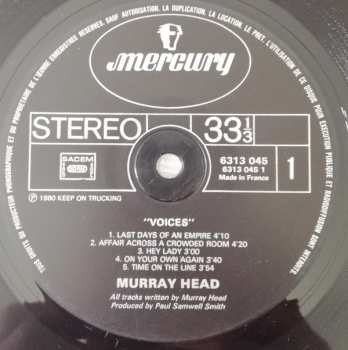 TOUS DROITS DU PRODUCTEUR PHONOGRAPHIQUE ET DU PROPRIETAIRE DE L'ŒUVRE ENREGISTREE RESERVES. SAUF AUTORISATION, LA DUPLICATION, LA LOCATION, LE PRET, L'UTILISATION DE CE DISQUE POUR EXECUTION PUBLIQUE ET RADIODIFFUSION SONT INTERDITS.
mercury
STEREO 33 1/3
SACEM
6313 045
6313 045 1
Made in France
1
℗ 1980 KEEP ON TRUCKING
"VOICES"
1. LAST DAYS OF AN EMPIRE 4'10
2. AFFAIR ACROSS A CROWDED ROOM 4'20
3. HEY LADY 3'00
4. ON YOUR OWN AGAIN 3'40
5. TIME ON THE LINE 3'54
MURRAY HEAD
All tracks written by Murray Head
Produced by Paul Samwell Smith